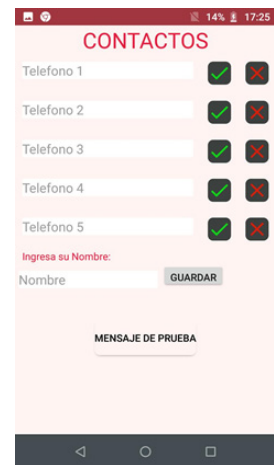 14% 17:25
CONTACTOS
Telefono 1
Telefono 2
Telefono 3
Telefono 4
Telefono 5
Ingresa su Nombre:
Nombre GUARDAR
MENSAJE DE PRUEBA